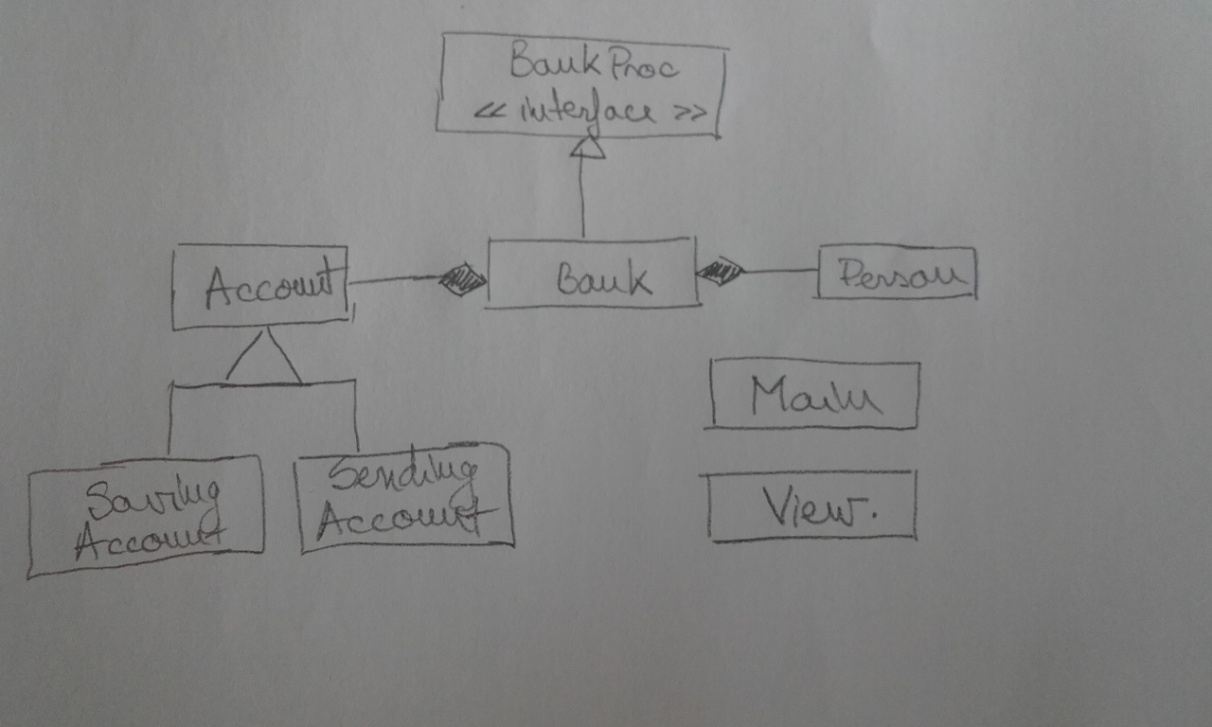 BankProc
<< interface >>
Account
Bank
Person
Main
Saving
Account
Sending
Account
View.